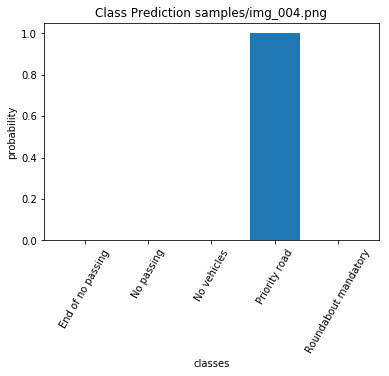 Class Prediction samples/img_004.png
probability
1.0
0.8
0.6
0.4
0.2
0.0
End of no passing
No passing
No vehicles
Priority road
Roundabout mandatory
classes